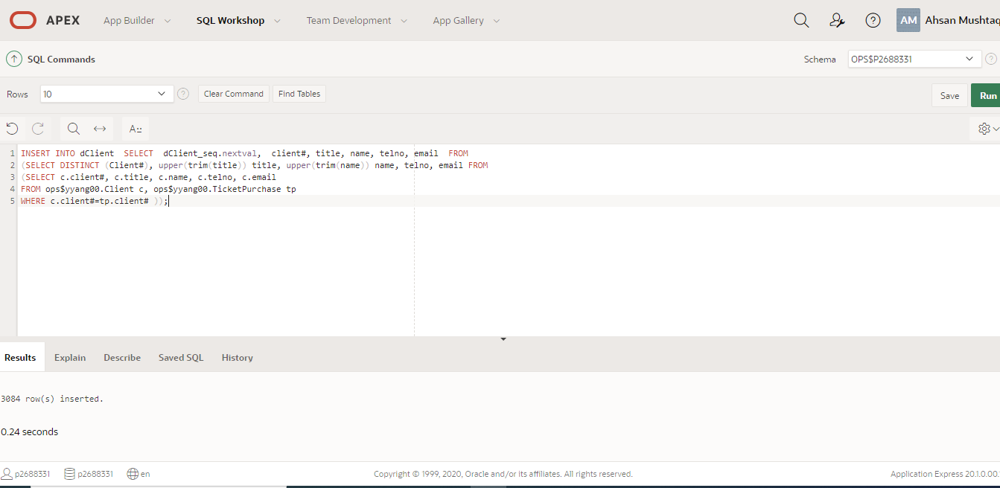 APEX App Builder SQL Workshop Team Development App Gallery AM Ahsan Mushtaq
SQL Commands Schema OPS$P2688331
Rows 10 Clear Command Find Tables Save Run
1 INSERT INTO dClient  SELECT  dClient_seq.nextval,  client#, title, name, telno, email  FROM
2 (SELECT DISTINCT (Client#), upper(trim(title)) title, upper(trim(name)) name, telno, email FROM
3 (SELECT c.client#, c.title, c.name, c.telno, c.email
4 FROM ops$yyang00.Client c, ops$yyang00.TicketPurchase tp
5 WHERE c.client#=tp.client# ));
Results Explain Describe Saved SQL History
3084 row(s) inserted.
0.24 seconds
p2688331 p2688331 en Copyright © 1999, 2020, Oracle and/or its affiliates. All rights reserved. Application Express 20.1.0.00.